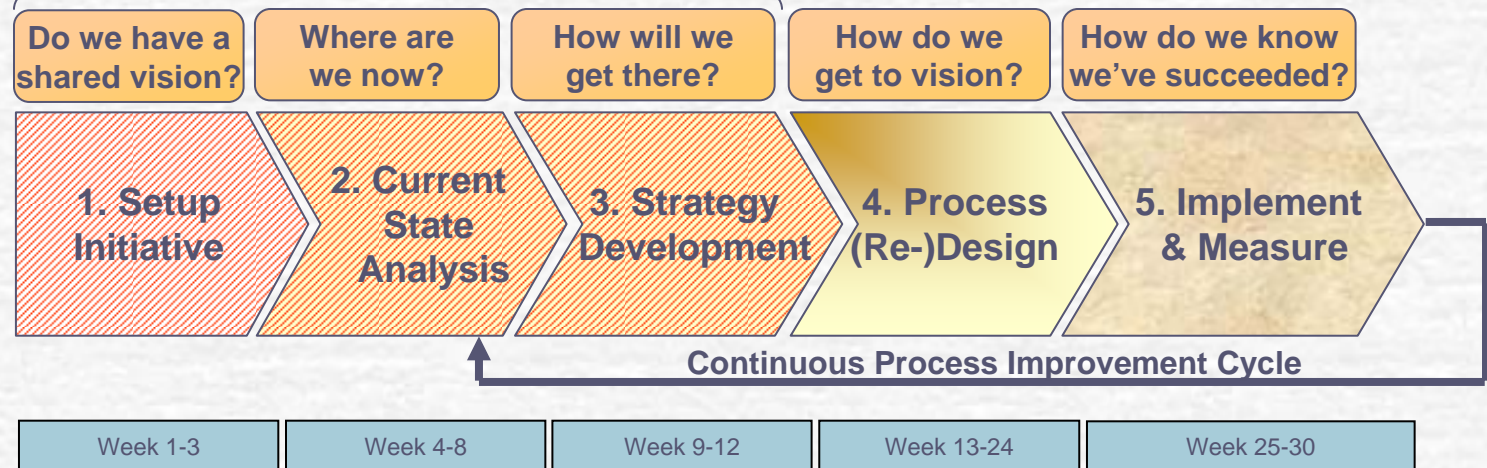 Do we have a
shared vision?
Where are
we now?
How will we
get there?
How do we
get to vision?
How do we know
we've succeeded?
1. Setup
Initiative
2. Current
State
Analysis
3. Strategy
Development
4. Process
(Re-)Design
5. Implement
& Measure
Continuous Process Improvement Cycle
Week 1-3
Week 4-8
Week 9-12
Week 13-24
Week 25-30